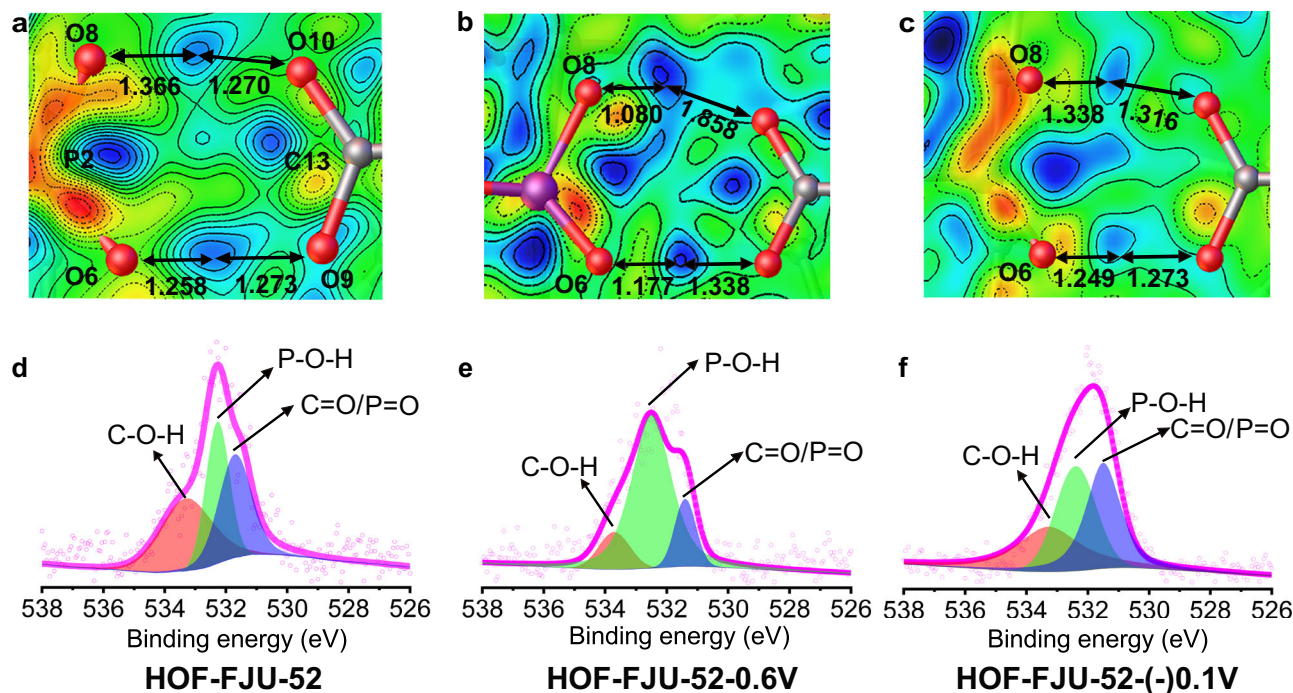 a
O8
O10
1.366
1.270
P2
C13
O6
O9
1.258
1.273
b
O8
1.080
1.858
O6
1.177
1.338
c
O8
1.338
1.316
O6
1.249
1.273
d
P-O-H
C=O/P=O
C-O-H
538 536 534 532 530 528 526
Binding energy (eV)
HOF-FJU-52
e
P-O-H
C=O/P=O
C-O-H
538 536 534 532 530 528 526
Binding energy (eV)
HOF-FJU-52-0.6V
f
P-O-H
C=O/P=O
C-O-H
538 536 534 532 530 528 526
Binding energy (eV)
HOF-FJU-52-(-)0.1V